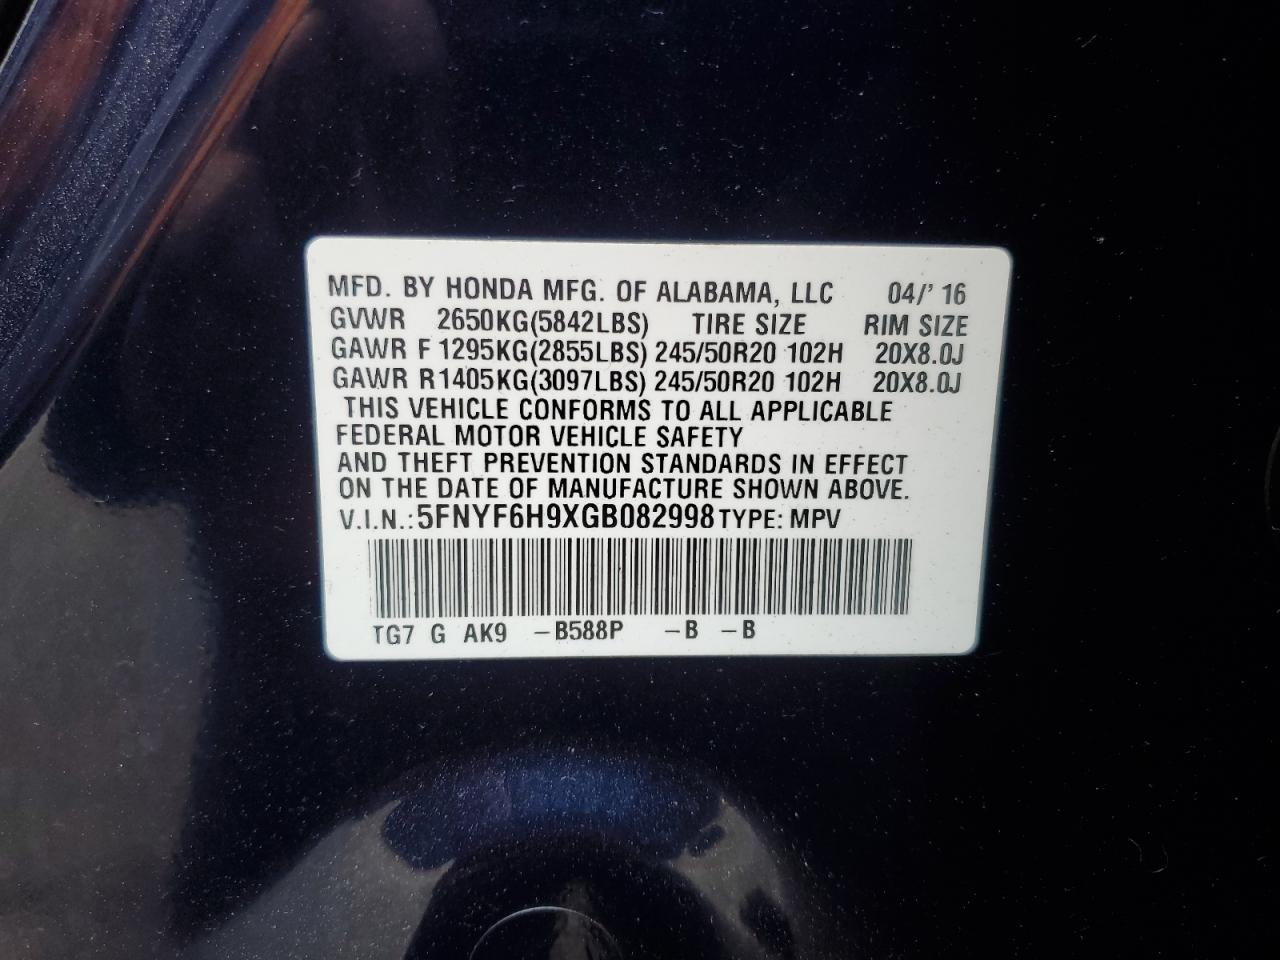 MFD. BY HONDA MFG. OF ALABAMA, LLC 04/' 16
GVWR 2650KG(5842LBS) TIRE SIZE RIM SIZE
GAWR F 1295KG(2855LBS) 245/50R20 102H 20X8.0J
GAWR R1405KG(3097LBS) 245/50R20 102H 20X8.0J
THIS VEHICLE CONFORMS TO ALL APPLICABLE
FEDERAL MOTOR VEHICLE SAFETY
AND THEFT PREVENTION STANDARDS IN EFFECT
ON THE DATE OF MANUFACTURE SHOWN ABOVE.
V.I.N.:5FNYF6H9XGB082998 TYPE: MPV
TG7 G AK9 -B588P -B -B